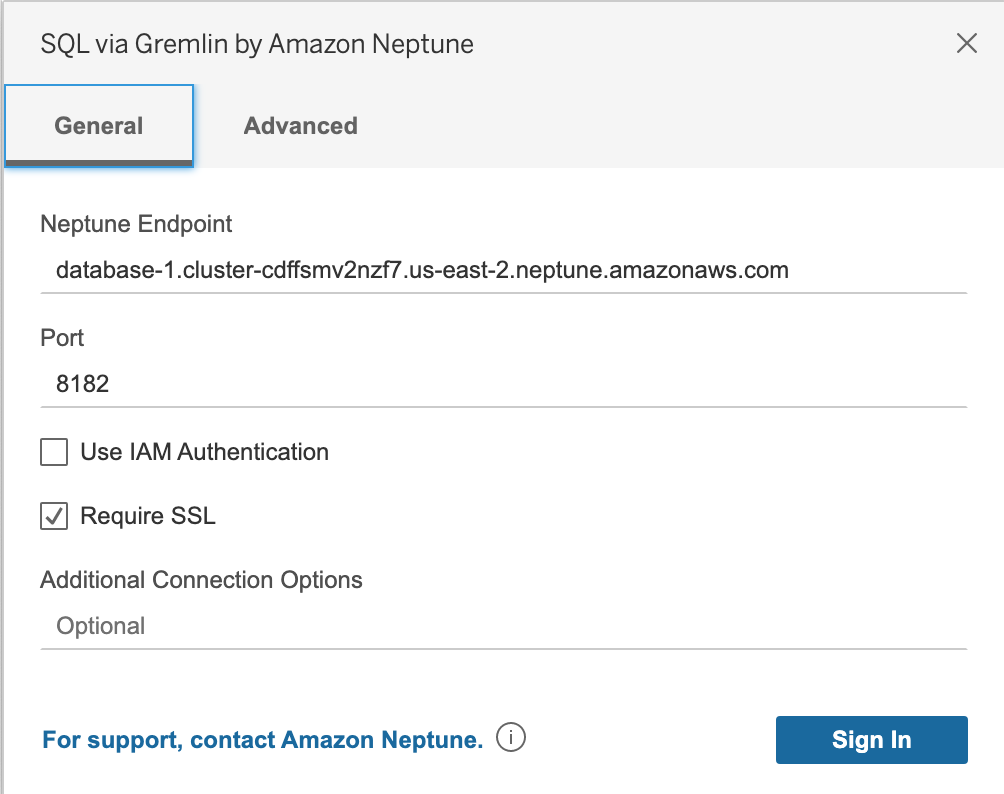 SQL via Gremlin by Amazon Neptune
General
Advanced
Neptune Endpoint
database-1.cluster-cdffsmv2nzf7.us-east-2.neptune.amazonaws.com
Port
8182
Use IAM Authentication
Require SSL
Additional Connection Options
Optional
For support, contact Amazon Neptune.
Sign In